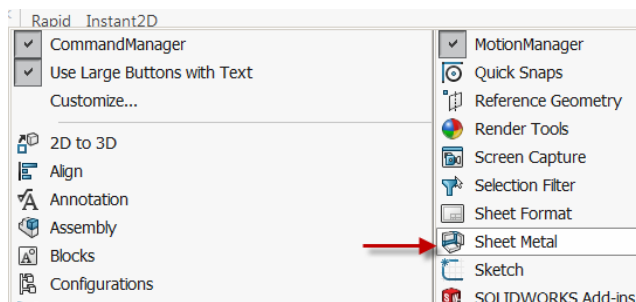 Rapid Instant2D
CommandManager
Use Large Buttons with Text
Customize...
2D to 3D
Align
Annotation
Assembly
Blocks
Configurations
MotionManager
Quick Snaps
Reference Geometry
Render Tools
Screen Capture
Selection Filter
Sheet Format
Sheet Metal
Sketch
SOLIDWORKS Add-ins